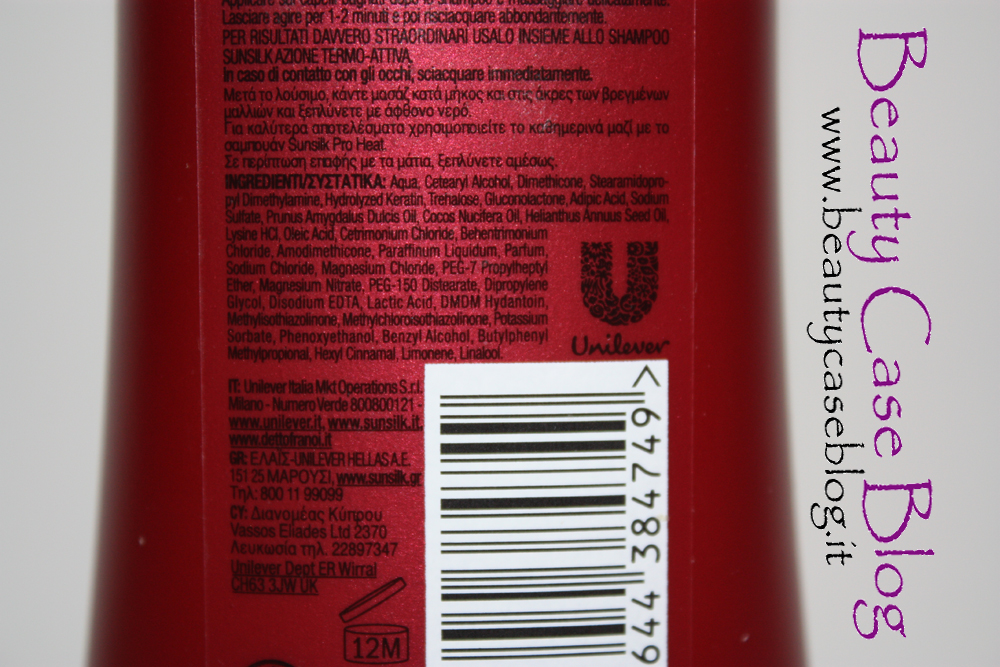 Applicare sui capelli bagnati dopo lo shampoo e massaggiare delicatamente.
Lasciare agire per 1-2 minuti e poi risciacquare abbondantemente.
PER RISULTATI DAVVERO STRAORDINARI USALO INSIEME ALLO SHAMPOO
SUNSILK AZIONE TERMO-ATTIVA.
In caso di contatto con gli occhi, sciacquare immediatamente.
Μετά το λούσιμο, κάντε μασάζ κατά μήκος και στις άκρες των βρεγμένων
μαλλιών και ξεπλύνετε με άφθονο νερό.
Για καλύτερα αποτελέσματα χρησιμοποιείτε το καθημερινά μαζί με το
σαμπουάν Sunsilk Pro Heat.
Σε περίπτωση επαφής με τα μάτια, ξεπλύνετε αμέσως.
INGREDIENTI/ΣΥΣΤΑΤΙΚΑ: Aqua, Cetearyl Alcohol, Dimethicone, Stearamidopro-
pyl Dimethylamine, Hydrolyzed Keratin, Trehalose, Gluconolactone, Adipic Acid, Sodium
Sulfate, Prunus Amygdalus Dulcis Oil, Cocos Nucifera Oil, Helianthus Annuus Seed Oil,
Lysine HCl, Oleic Acid, Cetrimonium Chloride, Behentrimonium
Chloride, Amodimethicone, Paraffinum Liquidum, Parfum,
Sodium Chloride, Magnesium Chloride, PEG-7 Propylheptyl
Ether, Magnesium Nitrate, PEG-150 Distearate, Dipropylene
Glycol, Disodium EDTA, Lactic Acid, DMDM Hydantoin,
Methylisothiazolinone, Methylchloroisothiazolinone, Potassium
Sorbate, Phenoxyethanol, Benzyl Alcohol, Butylphenyl
Methylpropional, Hexyl Cinnamal, Limonene, Linalool.
Unilever
IT: Unilever Italia Mkt Operations S.r.l.
Milano - Numero Verde 800800121 -
www.unilever.it, www.sunsilk.it,
www.dettofranoi.it
GR: ΕΛΑΪΣ-UNILEVER HELLAS A.E.
151 25 ΜΑΡΟΥΣΙ, www.sunsilk.gr
Τηλ: 800 11 99099
CY: Διανομέας Κύπρου
Vassos Eliades Ltd 2370
Λευκωσία τηλ. 22897347
Unilever Dept ER Wirral
CH63 3JW UK
12M
644384749 >
Beauty Case Blog
www.beautycaseblog.it